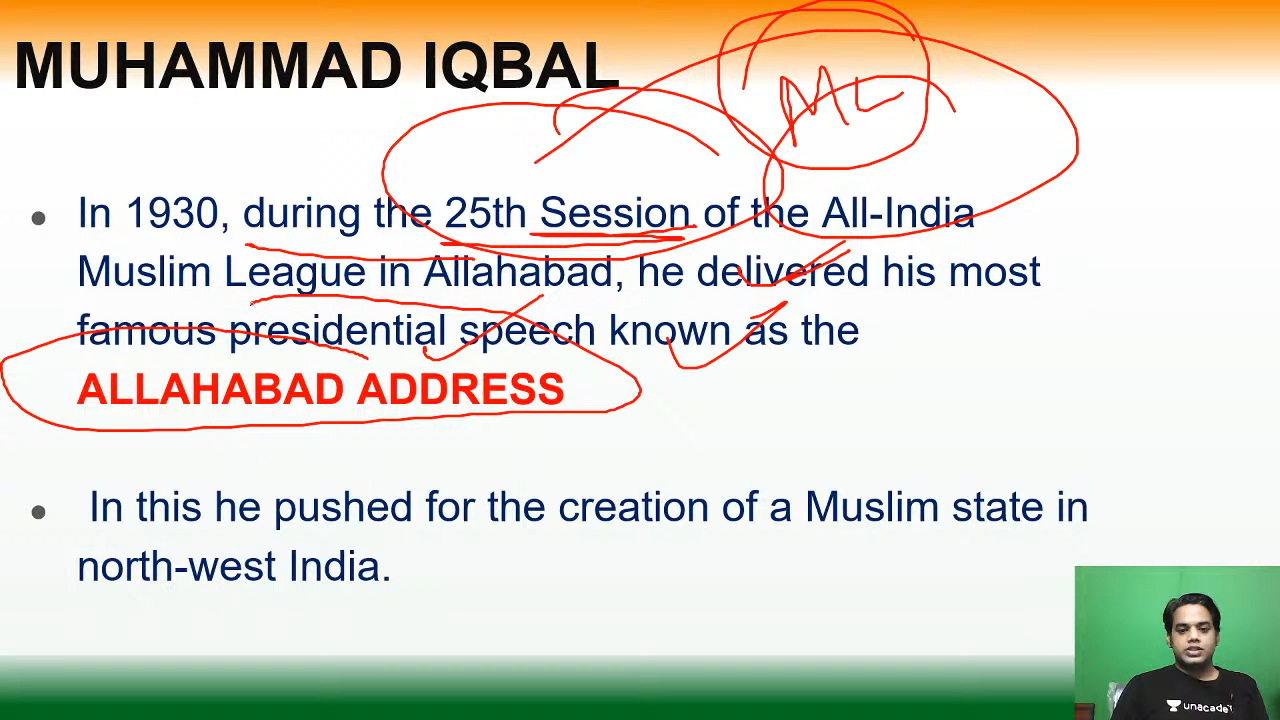 MUHAMMAD IQBAL
ML
● In 1930, during the 25th Session of the All-India
Muslim League in Allahabad, he delivered his most
famous presidential speech known as the
ALLAHABAD ADDRESS
● In this he pushed for the creation of a Muslim state in
north-west India.